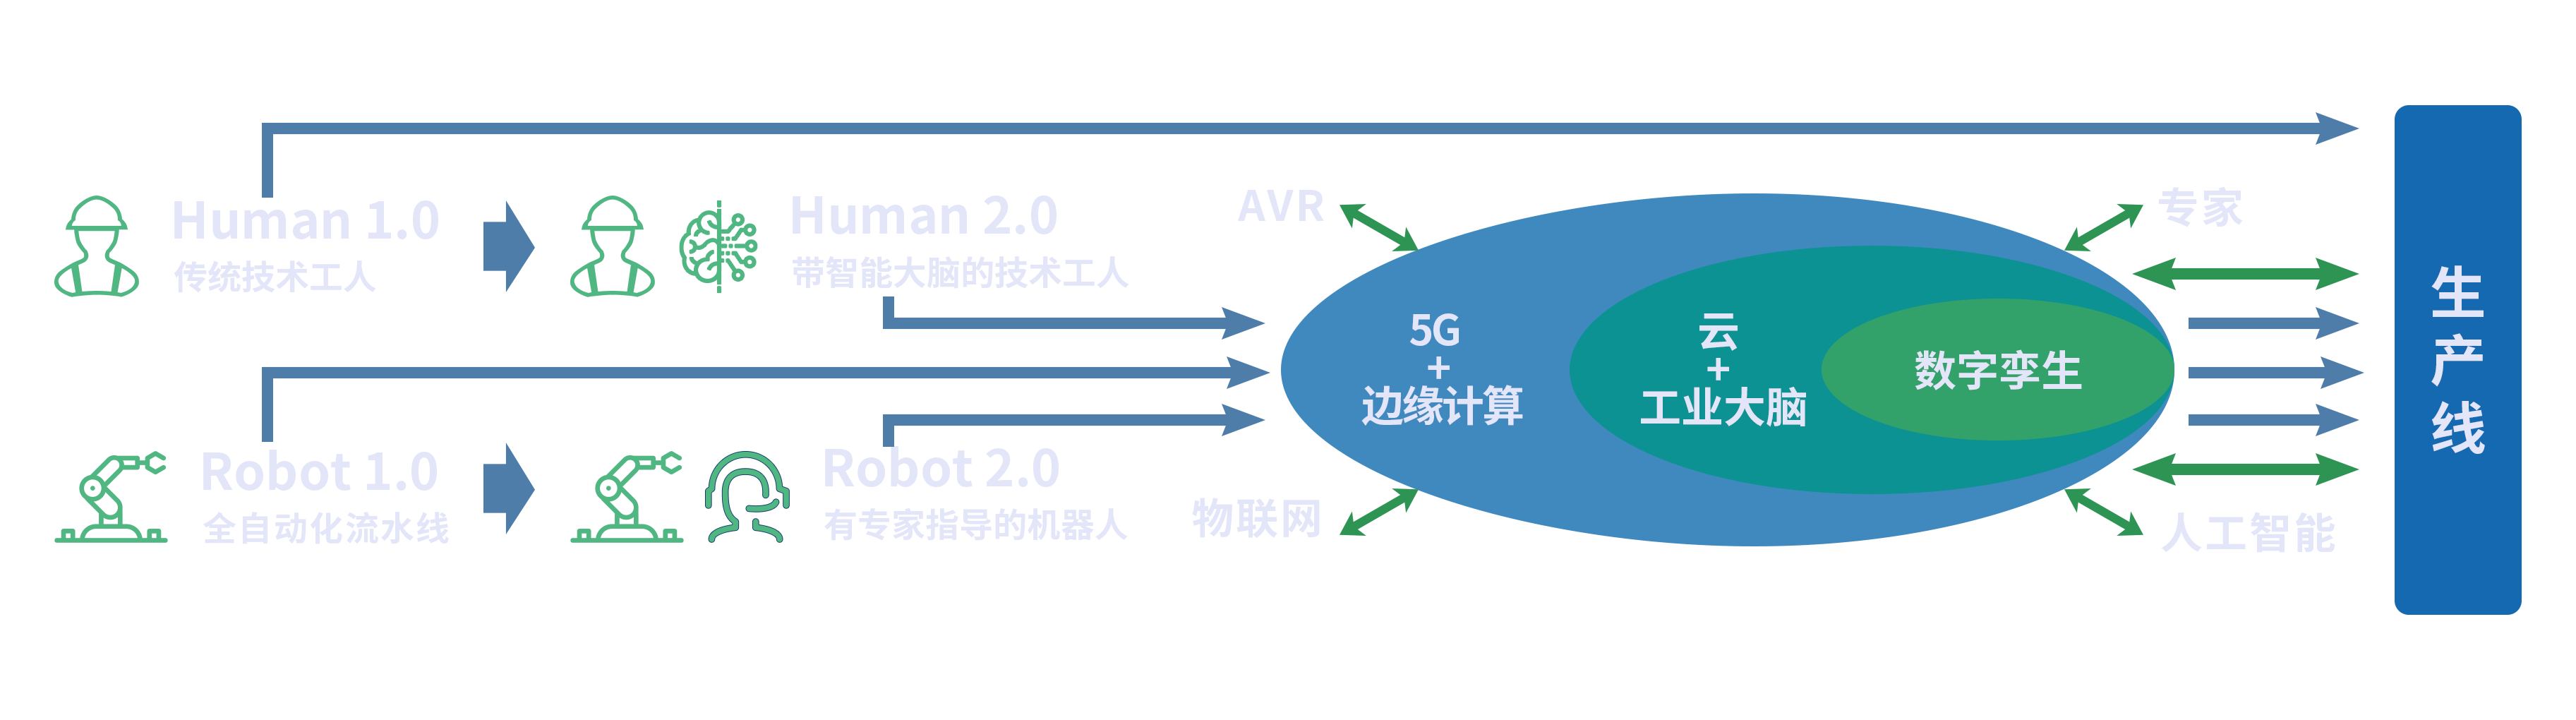 Human 1.0
传统技术工人
Human 2.0
带智能大脑的技术工人
Robot 1.0
全自动化流水线
Robot 2.0
有专家指导的机器人
AVR
物联网
5G
+
边缘计算
云
+
工业大脑
数字孪生
专家
人工智能
生
产
线